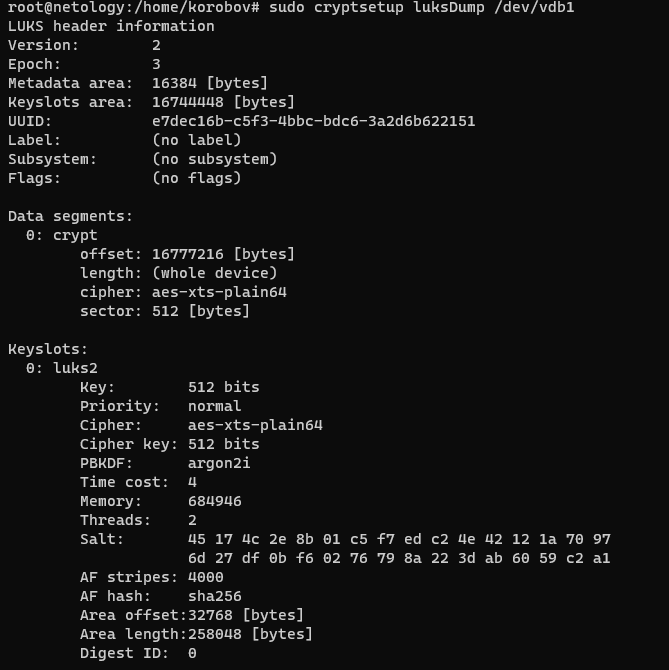 root@netology:/home/korobov# sudo cryptsetup luksDump /dev/vdb1
LUKS header information
Version:        2
Epoch:          3
Metadata area:  16384 [bytes]
Keyslots area:  16744448 [bytes]
UUID:           e7dec16b-c5f3-4bbc-bdc6-3a2d6b622151
Label:          (no label)
Subsystem:      (no subsystem)
Flags:          (no flags)

Data segments:
  0: crypt
        offset: 16777216 [bytes]
        length: (whole device)
        cipher: aes-xts-plain64
        sector: 512 [bytes]

Keyslots:
  0: luks2
        Key:        512 bits
        Priority:   normal
        Cipher:     aes-xts-plain64
        Cipher key: 512 bits
        PBKDF:      argon2i
        Time cost:  4
        Memory:     684946
        Threads:    2
        Salt:       45 17 4c 2e 8b 01 c5 f7 ed c2 4e 42 12 1a 70 97
                    6d 27 df 0b f6 02 76 79 8a 22 3d ab 60 59 c2 a1
        AF stripes: 4000
        AF hash:    sha256
        Area offset:32768 [bytes]
        Area length:258048 [bytes]
        Digest ID:  0